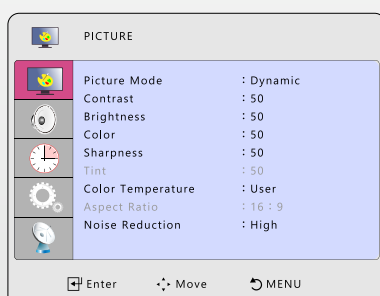 PICTURE
Picture Mode : Dynamic
Contrast : 50
Brightness : 50
Color : 50
Sharpness : 50
Tint : 50
Color Temperature : User
Aspect Ratio : 16 : 9
Noise Reduction : High
Enter Move MENU